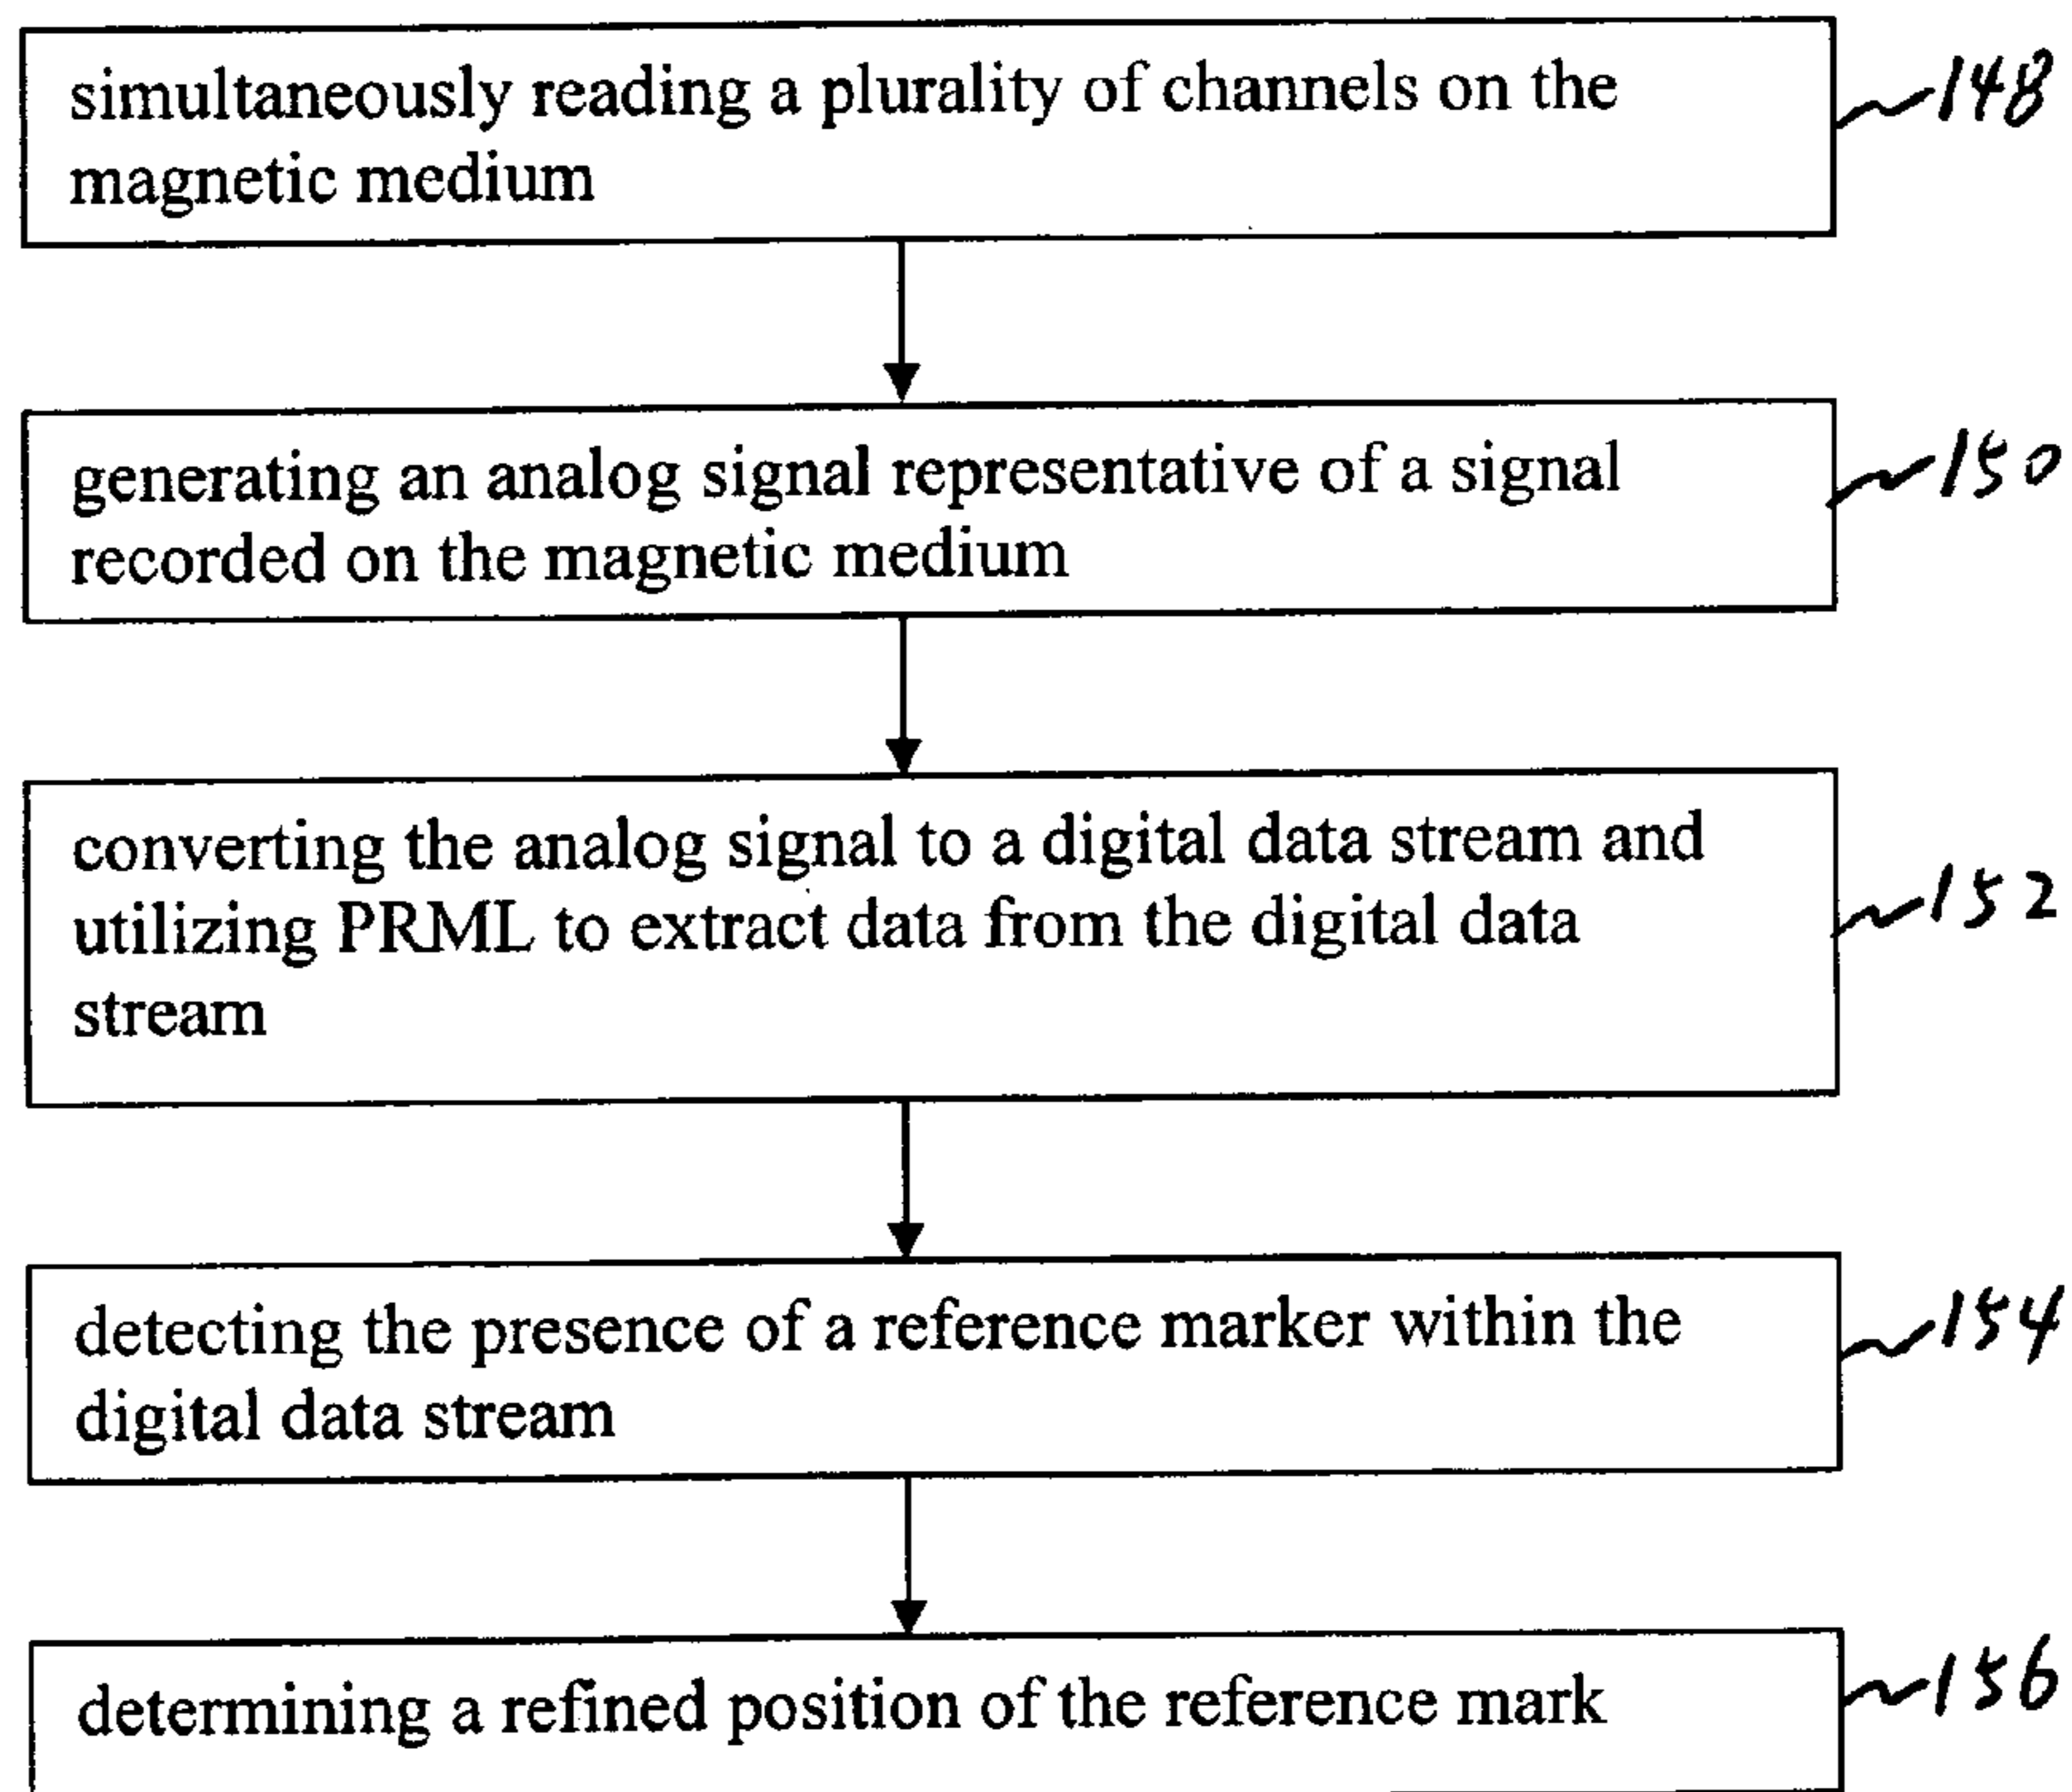 simultaneously reading a plurality of channels on the
magnetic medium
148
generating an analog signal representative of a signal
recorded on the magnetic medium
150
converting the analog signal to a digital data stream and
utilizing PRML to extract data from the digital data
stream
152
detecting the presence of a reference marker within the
digital data stream
154
determining a refined position of the reference mark
156